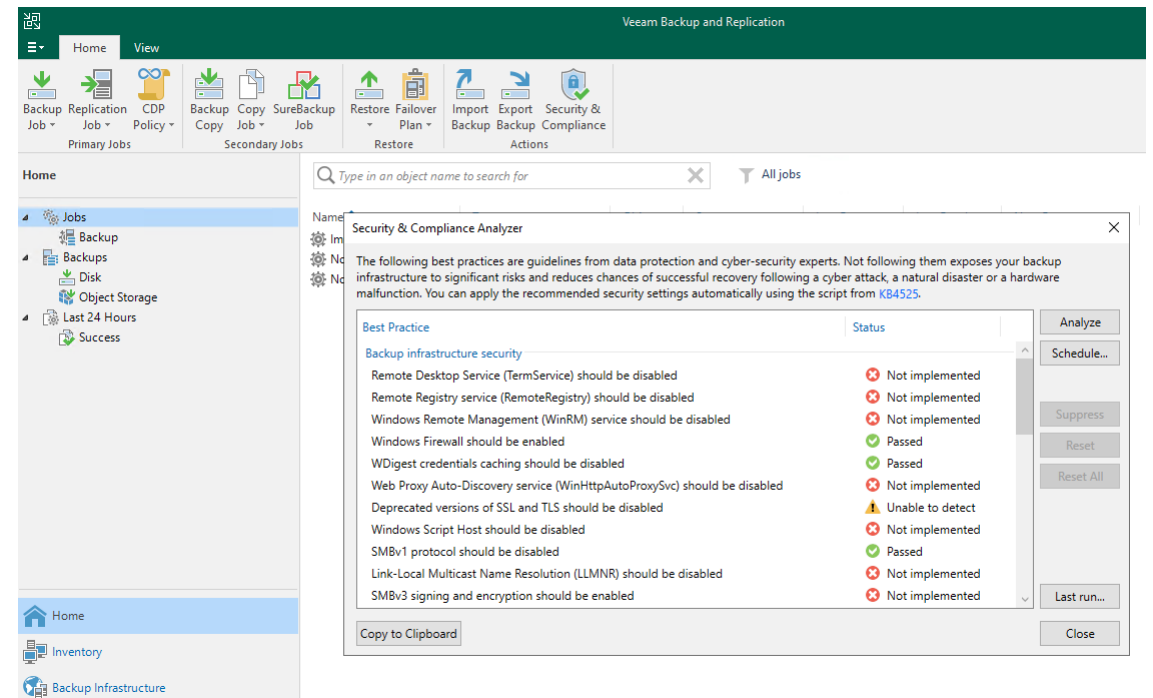 Veeam Backup and Replication
Home View
Backup Job Replication Job CDP Policy Backup Copy Copy Job SureBackup Job Restore Failover Plan Import Backup Export Backup Security & Compliance
Primary Jobs Secondary Jobs Restore Actions
Home
Type in an object name to search for
All jobs
Jobs
Backup
Backups
Disk
Object Storage
Last 24 Hours
Success
Name
Im
No
No
Security & Compliance Analyzer
The following best practices are guidelines from data protection and cyber-security experts. Not following them exposes your backup
infrastructure to significant risks and reduces chances of successful recovery following a cyber attack, a natural disaster or a hardware
malfunction. You can apply the recommended security settings automatically using the script from KB4525.
Best Practice Status
Backup infrastructure security
Remote Desktop Service (TermService) should be disabled Not implemented
Remote Registry service (RemoteRegistry) should be disabled Not implemented
Windows Remote Management (WinRM) service should be disabled Not implemented
Windows Firewall should be enabled Passed
WDigest credentials caching should be disabled Passed
Web Proxy Auto-Discovery service (WinHttpAutoProxySvc) should be disabled Not implemented
Deprecated versions of SSL and TLS should be disabled Unable to detect
Windows Script Host should be disabled Not implemented
SMBv1 protocol should be disabled Passed
Link-Local Multicast Name Resolution (LLMNR) should be disabled Not implemented
SMBv3 signing and encryption should be enabled Not implemented
Analyze
Schedule...
Suppress
Reset
Reset All
Last run...
Copy to Clipboard
Close
Home
Inventory
Backup Infrastructure